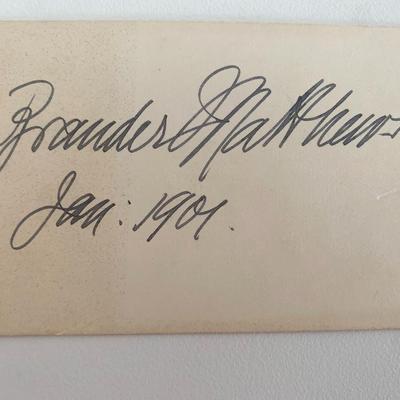 Brander Matthews
Jan: 1901.